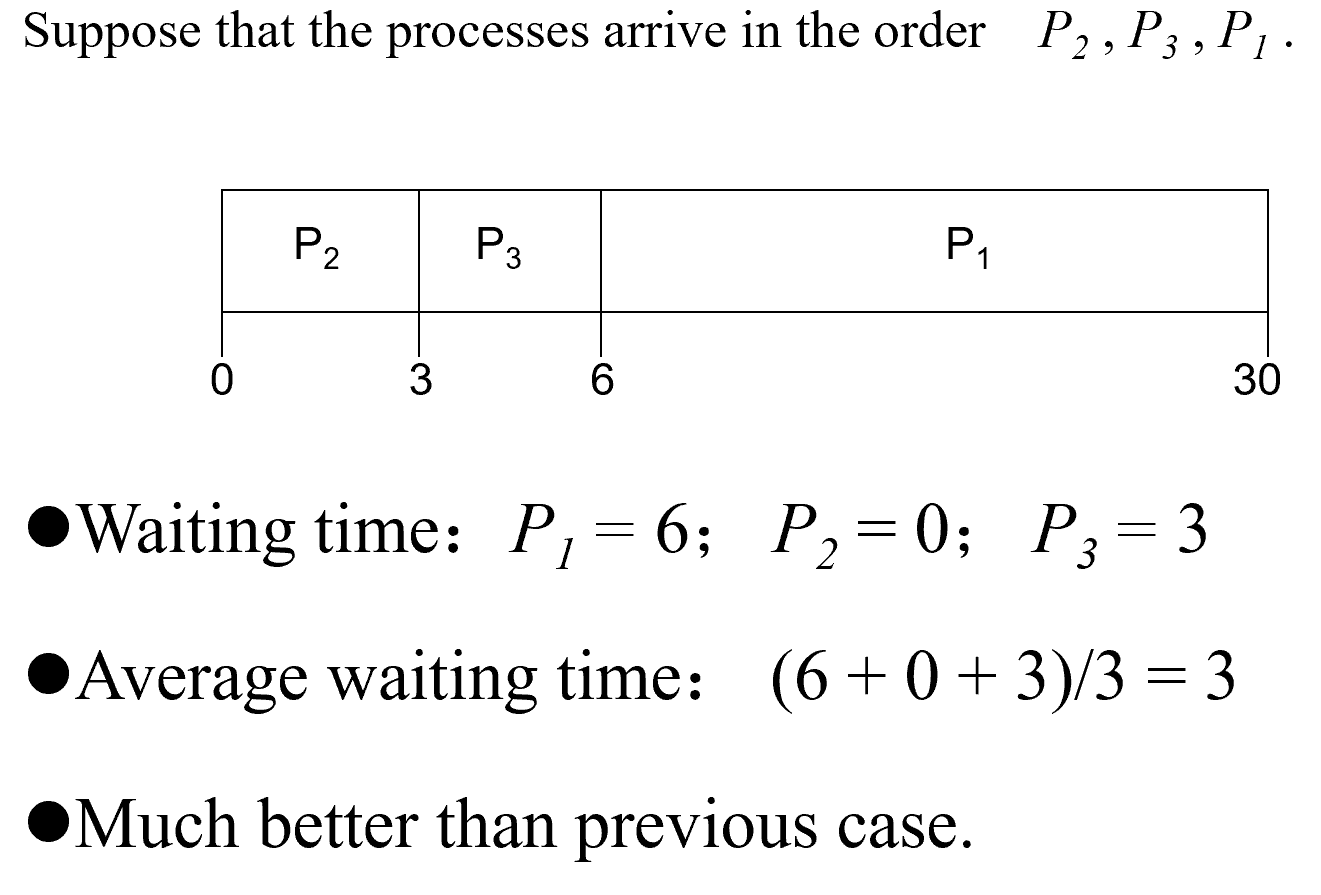 Suppose that the processes arrive in the order P₂ , P₃ , P₁ .
P₂ P₃ P₁
0 3 6 30
●Waiting time：P₁ = 6；P₂ = 0；P₃ = 3
●Average waiting time：(6 + 0 + 3)/3 = 3
●Much better than previous case.